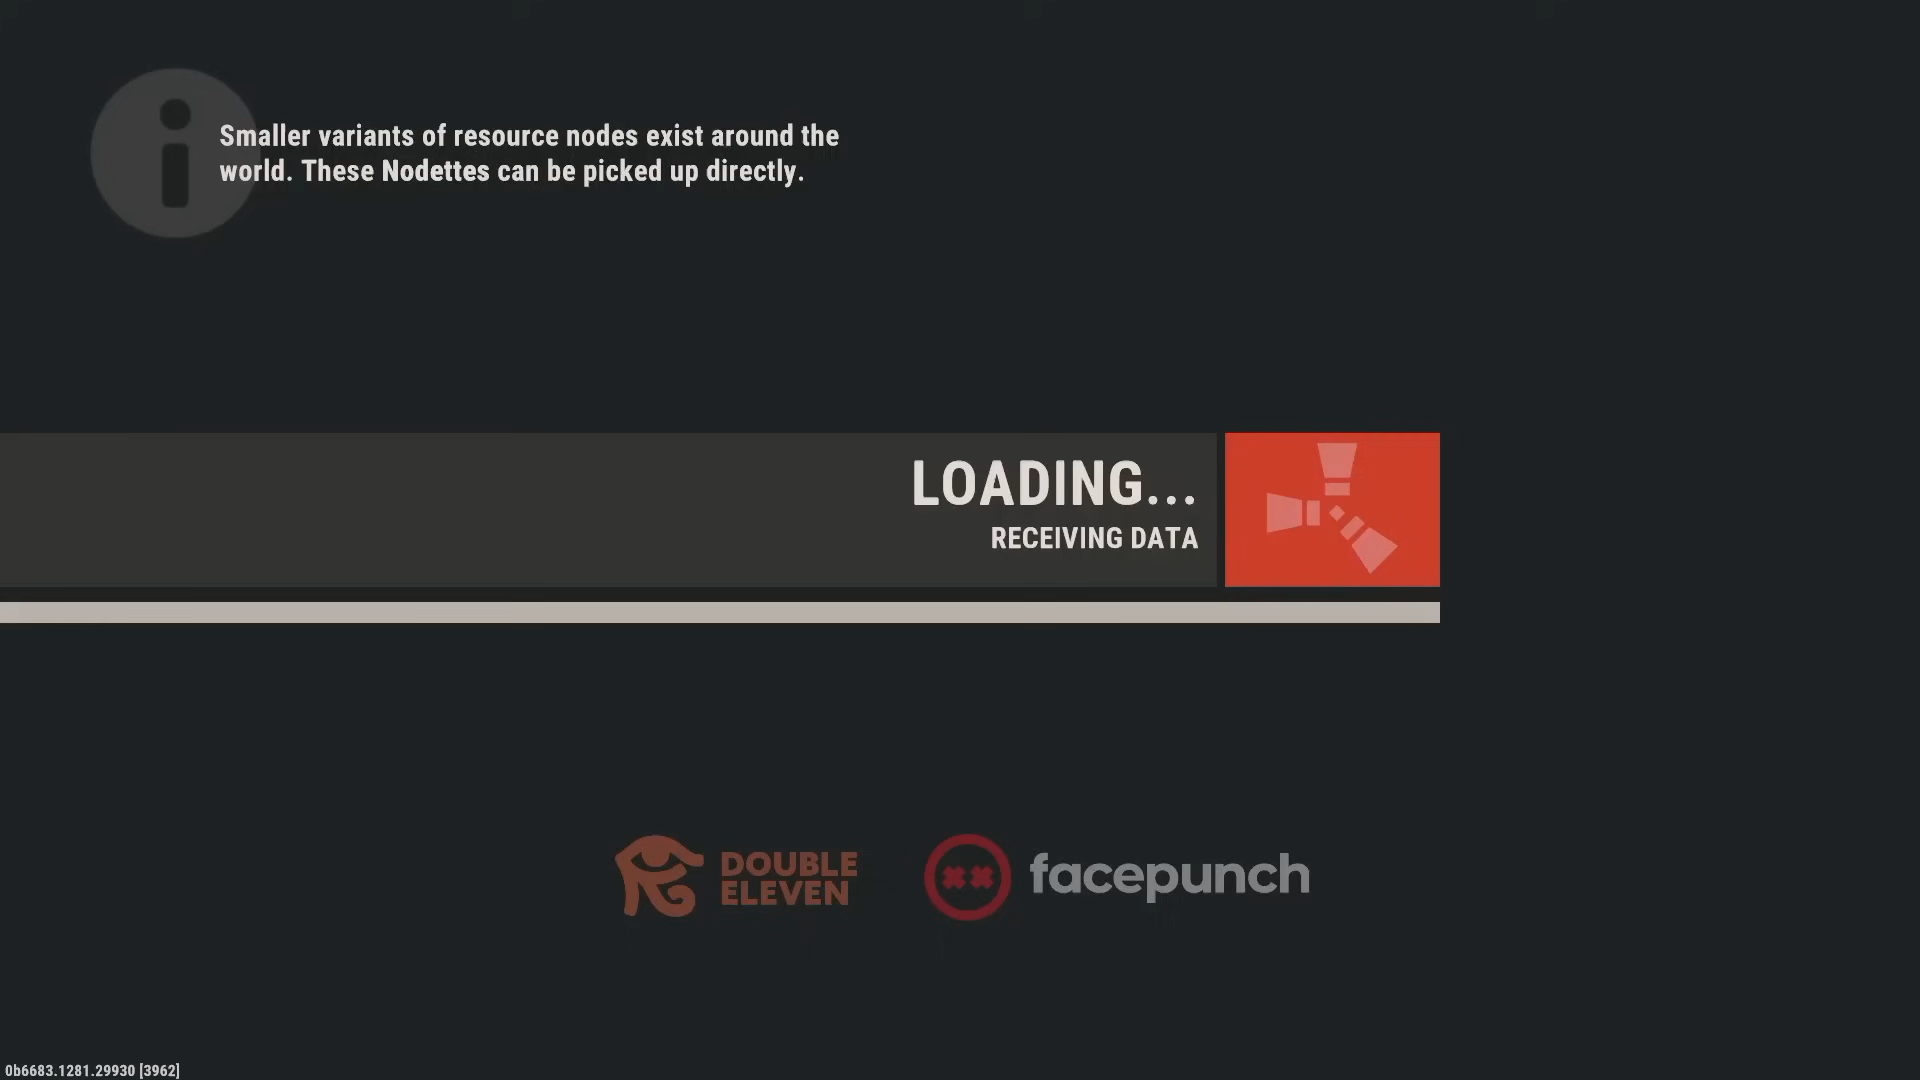 Smaller variants of resource nodes exist around the
world. These Nodettes can be picked up directly.
LOADING...
RECEIVING DATA
DOUBLE
ELEVEN
facepunch
0b6683.1281.29930 [3962]